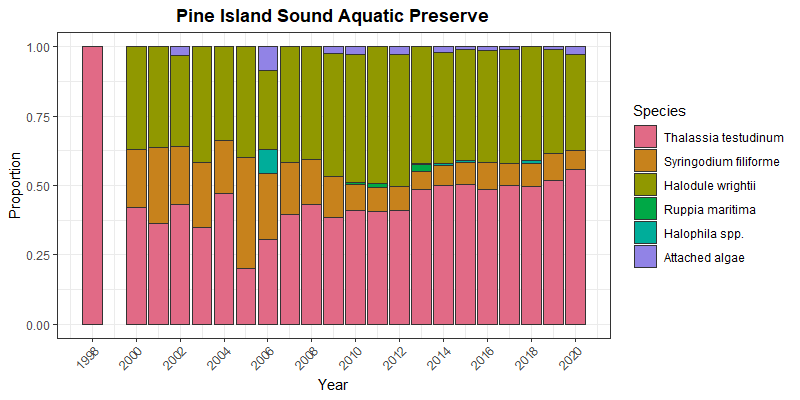 Pine Island Sound Aquatic Preserve
1.00
0.75
0.50
0.25
0.00
Proportion
1998
2000
2002
2004
2006
2008
2010
2012
2014
2016
2018
2020
Year
Species
Thalassia testudinum
Syringodium filiforme
Halodule wrightii
Ruppia maritima
Halophila spp.
Attached algae